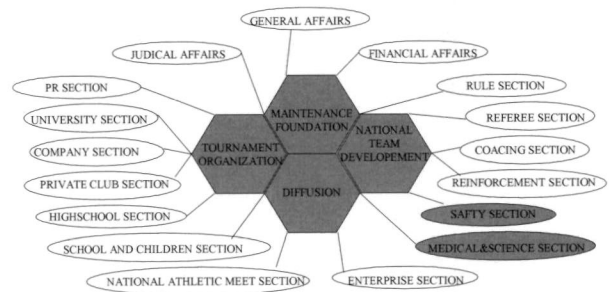 GENERAL AFFAIRS
JUDICAL AFFAIRS
FINANCIAL AFFAIRS
PR SECTION
RULE SECTION
UNIVERSITY SECTION
REFEREE SECTION
COMPANY SECTION
COACING SECTION
PRIVATE CLUB SECTION
REINFORCEMENT SECTION
HIGHSCHOOL SECTION
SAFTY SECTION
SCHOOL AND CHILDREN SECTION
MEDICAL&SCIENCE SECTION
NATIONAL ATHLETIC MEET SECTION
ENTERPRISE SECTION
MAINTENANCE
FOUNDATION
TOURNAMENT
ORGANIZATION
NATIONAL
TEAM
DEVELOPEMENT
DIFFUSION